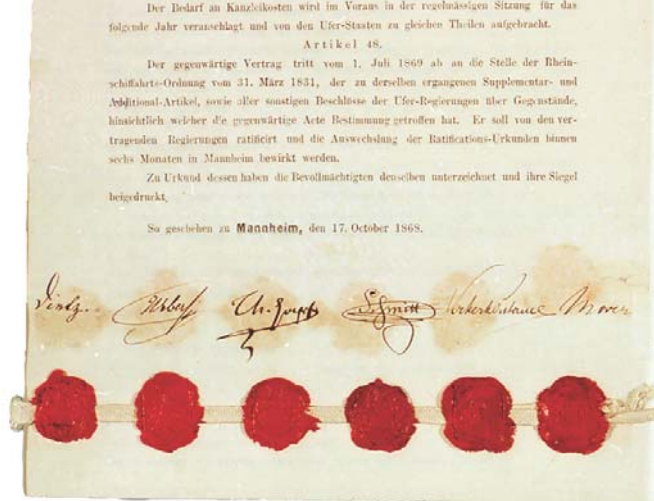 Der Bedarf an Kanzleikosten wird im Voraus in der regelmässigen Sitzung für das
folgende Jahr veranschlagt und von den Ufer-Staaten zu gleichen Theilen aufgebracht.
Artikel 48.
Der gegenwärtige Vertrag tritt vom 1. Juli 1869 ab an die Stelle der Rhein-
schiffahrts-Ordnung vom 31. März 1831, der zu derselben ergangenen Supplementar- und
Additional-Artikel, sowie aller sonstigen Beschlüsse der Ufer-Regierungen über Gegenstände,
hinsichtlich welcher die gegenwärtige Acte Bestimmung getroffen hat. Er soll von den ver-
tragenden Regierungen ratificirt und die Auswechslung der Ratifications-Urkunden binnen
sechs Monaten in Mannheim bewirkt werden.
Zu Urkund dessen haben die Bevollmächtigten denselben unterzeichnet und ihre Siegel
beigedruckt.
So geschehen zu Mannheim, den 17. October 1868.
Dietz. Schmitt